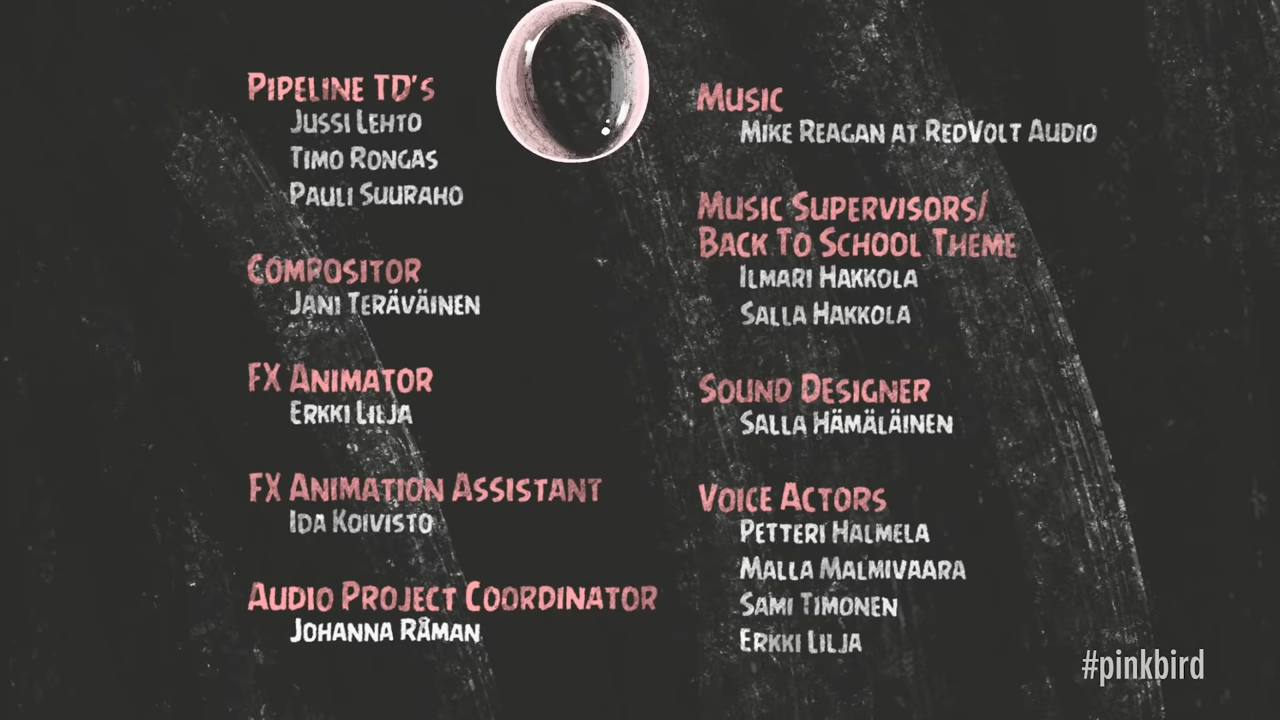 Pipeline TD's
Jussi Lehto
Timo Rongas
Pauli Suuraho
Compositor
Jani Teräväinen
FX Animator
Erkki Lilja
FX Animation Assistant
Ida Koivisto
Audio Project Coordinator
Johanna Råman
Music
Mike Reagan at RedVolt Audio
Music Supervisors/
Back To School Theme
Ilmari Hakkola
Salla Hakkola
Sound Designer
Salla Hämäläinen
Voice Actors
Petteri Halmela
Malla Malmivaara
Sami Timonen
Erkki Lilja
#pinkbird